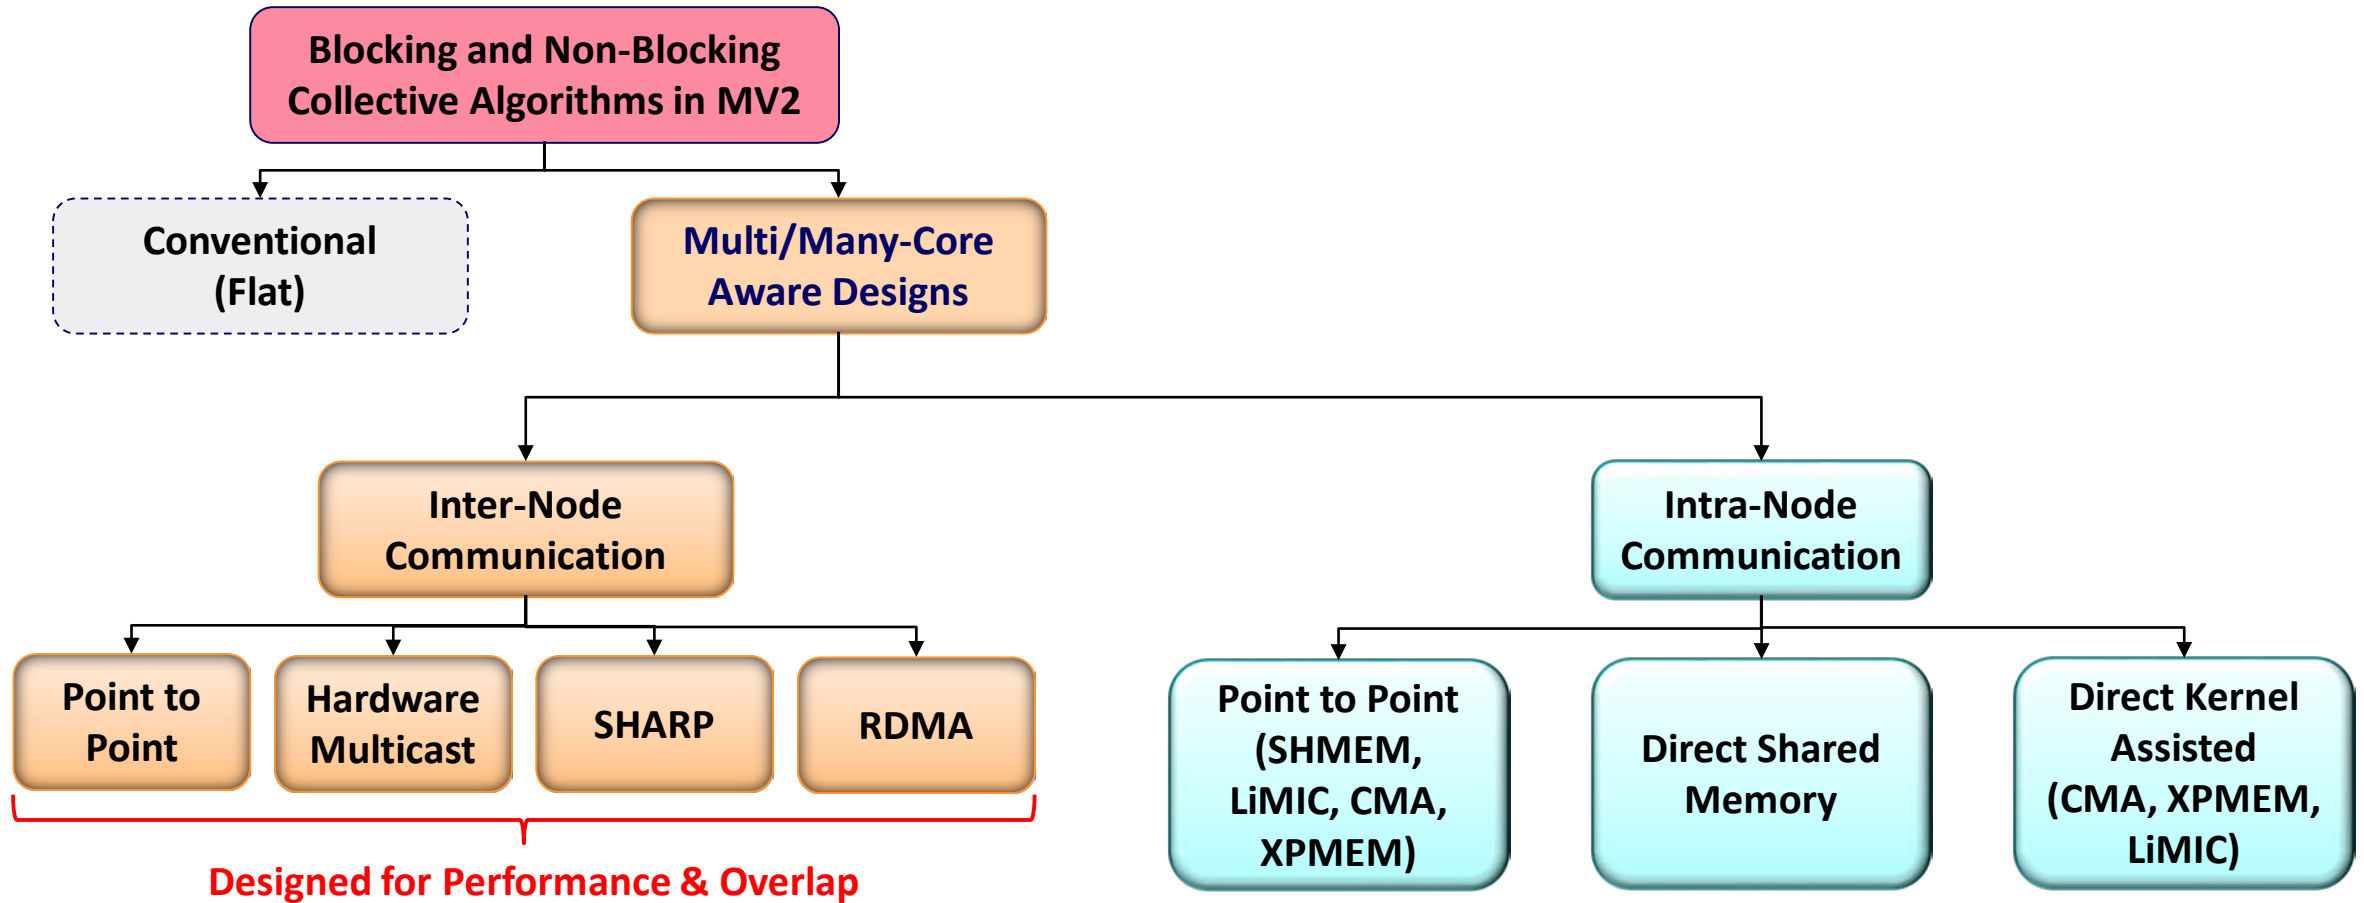 Blocking and Non-Blocking
Collective Algorithms in MV2
Conventional
(Flat)
Multi/Many-Core
Aware Designs
Inter-Node
Communication
Intra-Node
Communication
Point to
Point
Hardware
Multicast
SHARP
RDMA
Point to Point
(SHMEM,
LiMIC, CMA,
XPMEM)
Direct Shared
Memory
Direct Kernel
Assisted
(CMA, XPMEM,
LiMIC)
Designed for Performance & Overlap